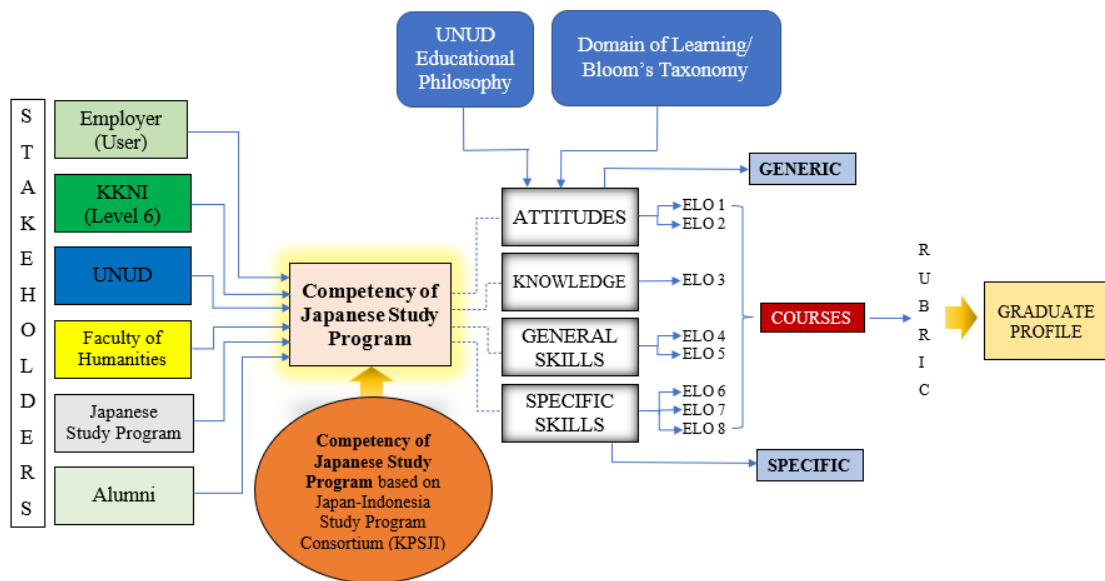 UNUD
Educational
Philosophy
Domain of Learning/
Bloom's Taxonomy
STAKEHOLDERS
Employer
(User)
KKNI
(Level 6)
UNUD
Faculty of
Humanities
Japanese
Study Program
Alumni
Competency of
Japanese Study
Program
Competency of
Japanese Study
Program based on
Japan-Indonesia
Study Program
Consortium (KPSJI)
GENERIC
ATTITUDES
ELO 1
ELO 2
KNOWLEDGE
ELO 3
GENERAL
SKILLS
ELO 4
ELO 5
SPECIFIC
SKILLS
ELO 6
ELO 7
ELO 8
SPECIFIC
COURSES
RUBRRIC
GRADUATE
PROFILE